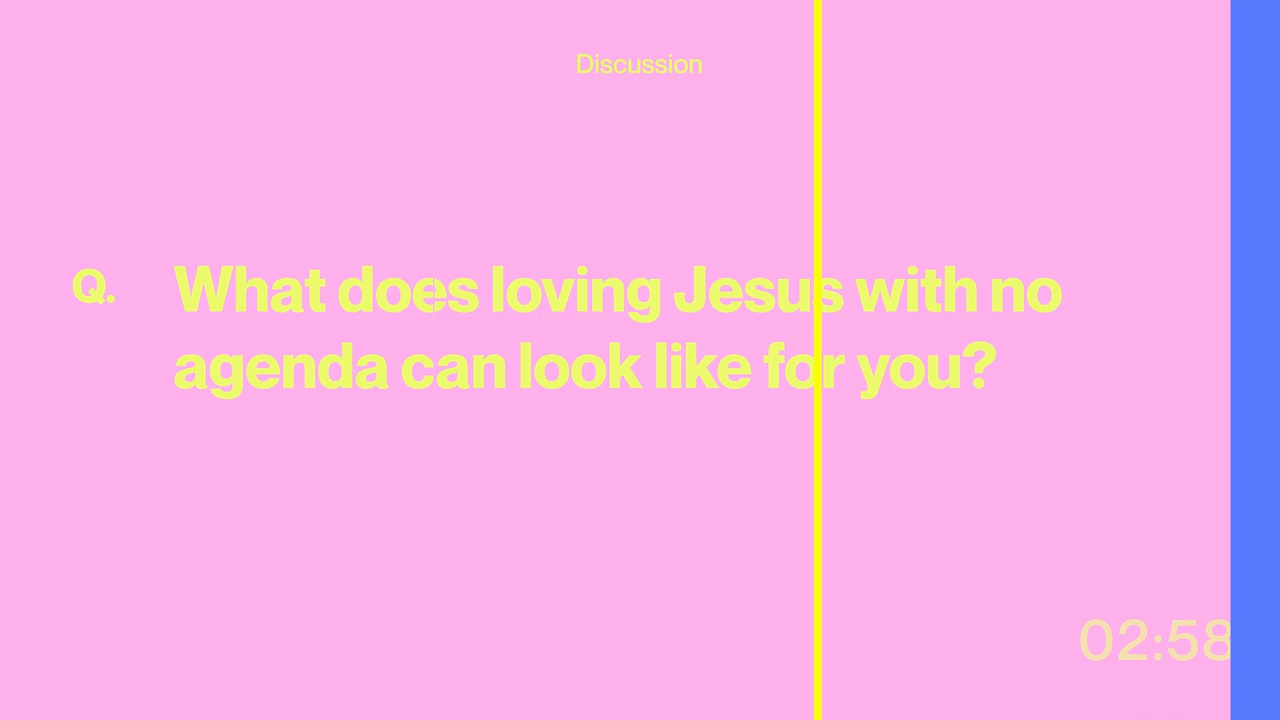 Discussion
Q. What does loving Jesus with no
agenda can look like for you?
02:58